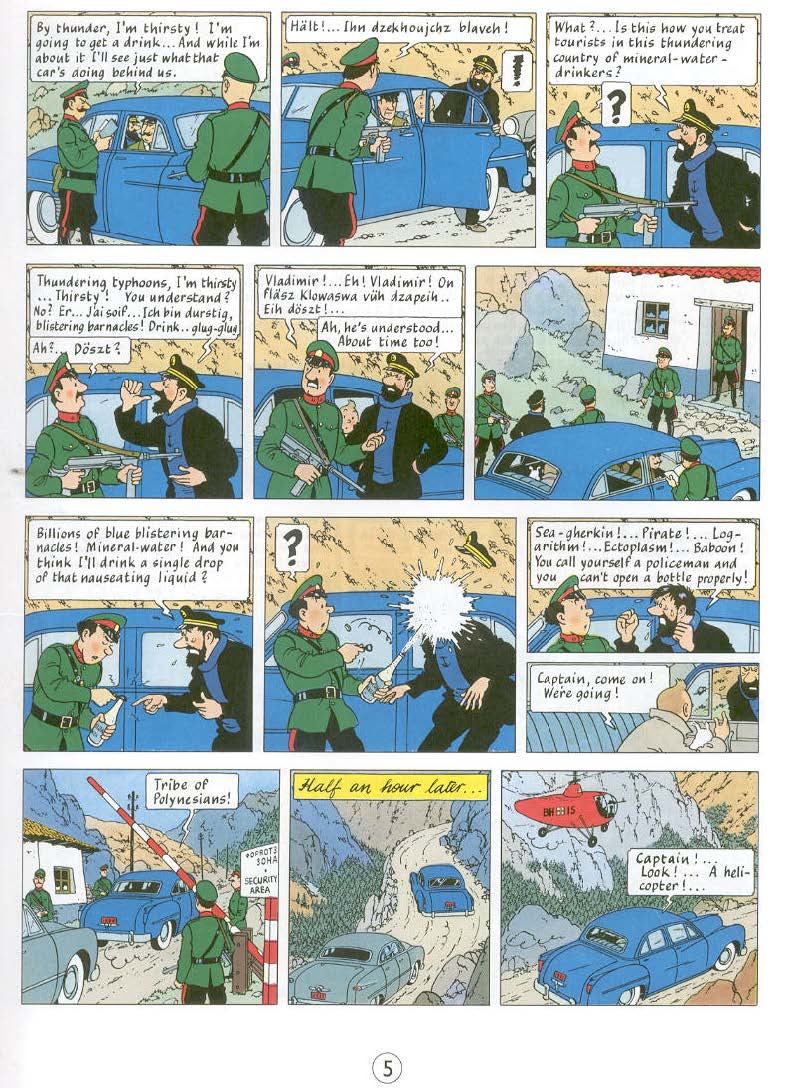 By thunder, I'm thirsty! I'm
going to get a drink... And while I'm
about it I'll see just what that
car's doing behind us.
Hält!... Ihn dzekhoujchz blaveh!
!
What?... Is this how you treat
tourists in this thundering
country of mineral-water-
drinkers?
?
Thundering typhoons, I'm thirsty
... Thirsty! You understand?
No? Er... J'ai soif... Ich bin durstig,
blistering barnacles! Drink.. glug-glug
Ah?... Döszt?
Vladimir!... Eh! Vladimir! On
fläsz Klowaswa vüh dzapeih..
Eih döszt!...
Ah, he's understood...
About time too!
Billions of blue blistering bar-
nacles! Mineral-water! And you
think I'll drink a single drop
of that nauseating liquid?
?
Sea-gherkin!... Pirate!... Log-
arithm!... Ectoplasm!... Baboon!
You call yourself a policeman and
you can't open a bottle properly!
Captain, come on!
We're going!
Tribe of
Polynesians!
ЗОНА
SECURITY
AREA
Half an hour later...
BH 15
Captain!...
Look!... A heli-
copter!...
5